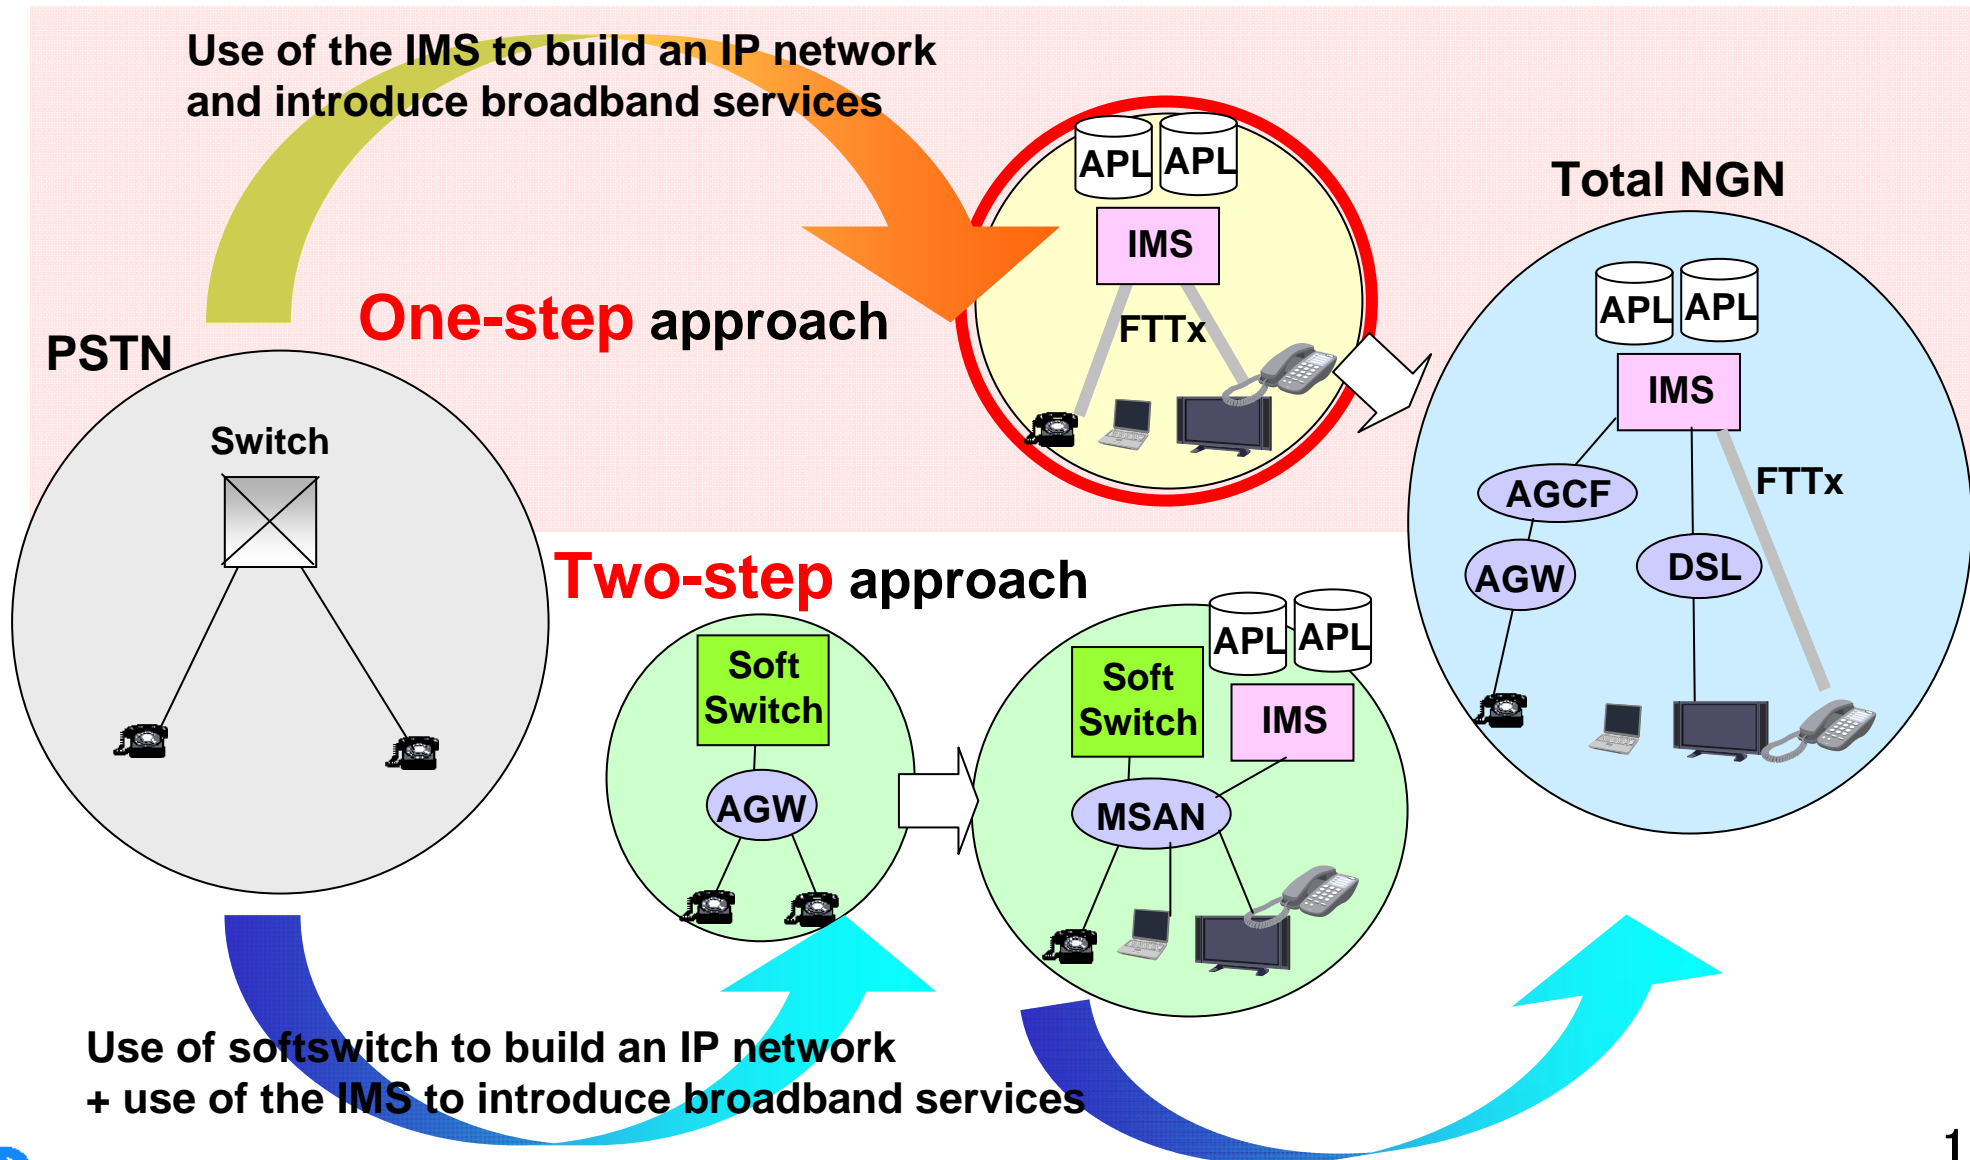 Use of the IMS to build an IP network
and introduce broadband services
One-step approach
PSTN
Switch
APL APL
IMS
FTTx
Total NGN
APL APL
IMS
AGCF
FTTx
AGW
DSL
Two-step approach
Soft
Switch
AGW
APL APL
Soft
Switch
IMS
MSAN
Use of softswitch to build an IP network
+ use of the IMS to introduce broadband services
1